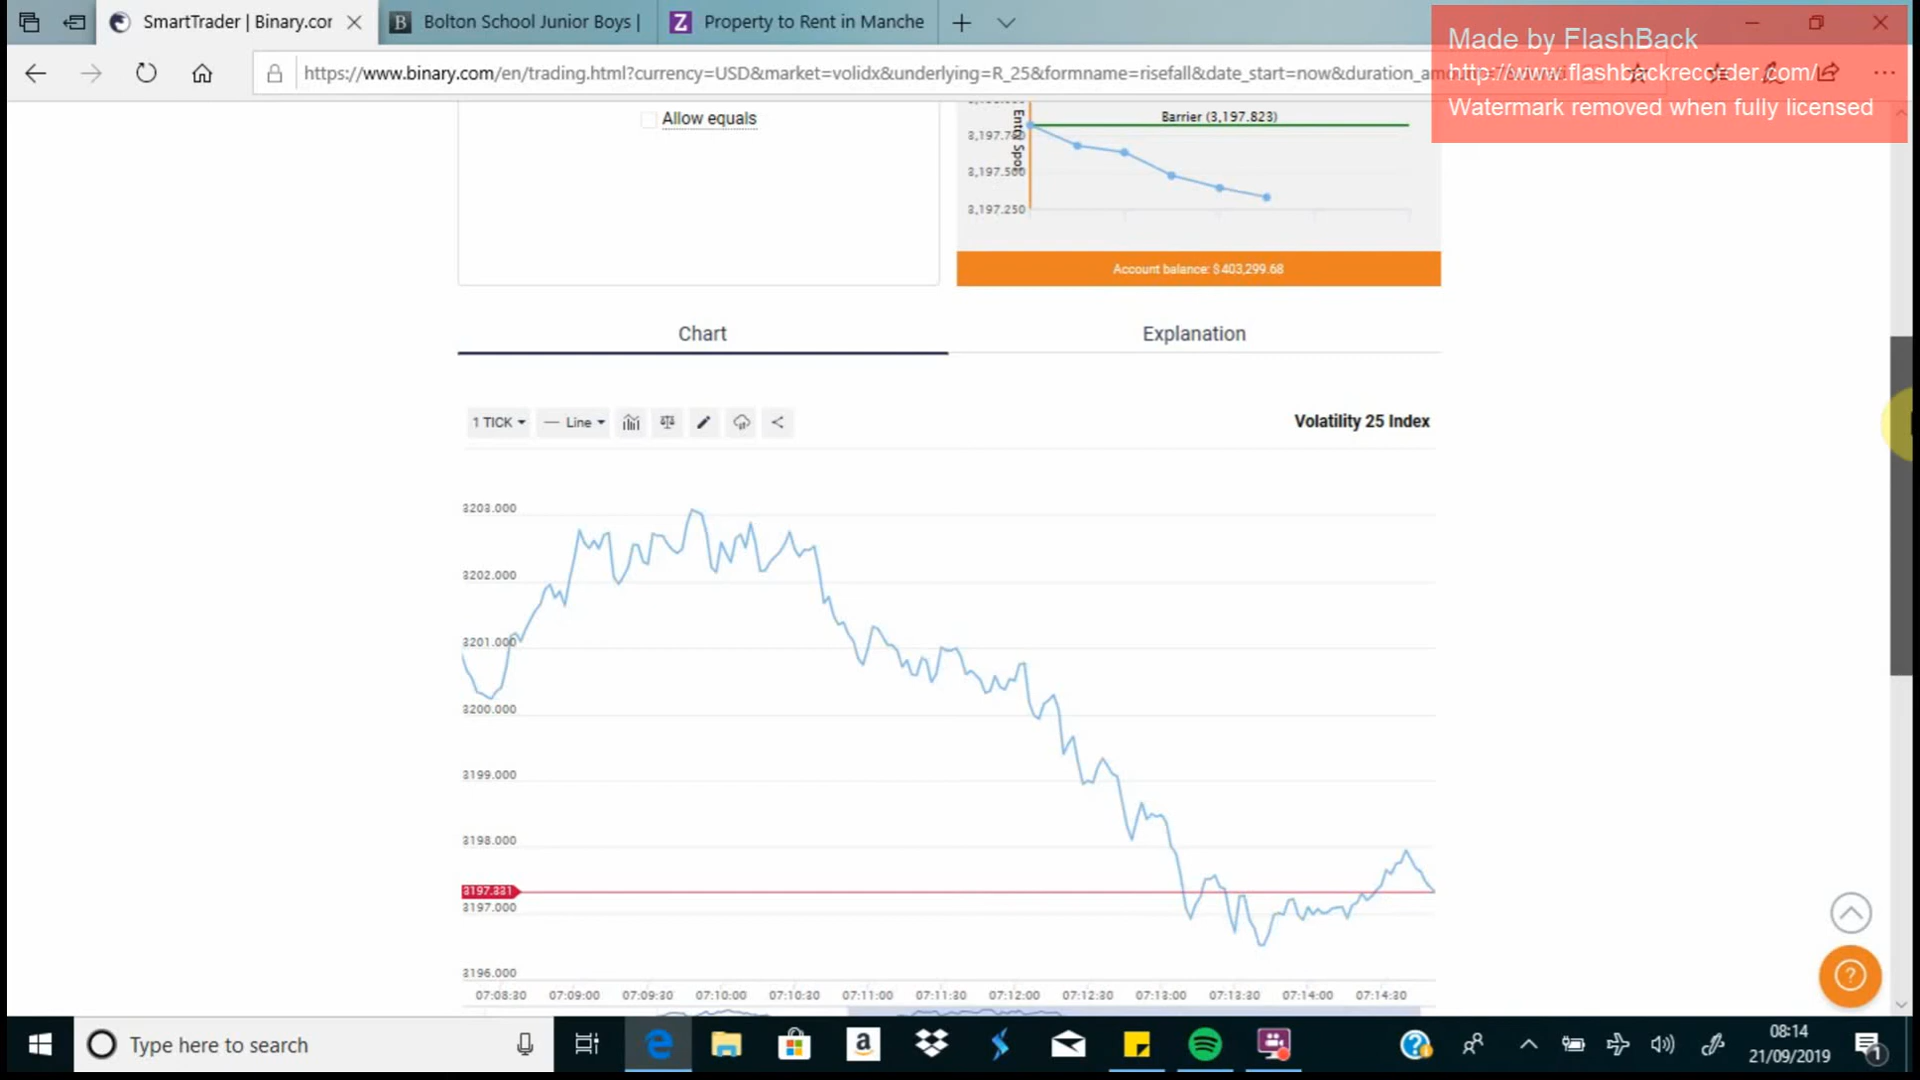 SmartTrader | Binary.cor
Bolton School Junior Boys |
Property to Rent in Manche
Made by FlashBack
http://www.flashbackrecorder.com/
Watermark removed when fully licensed
https://www.binary.com/en/trading.html?currency=USD&market=volidx&underlying=R_25&formname=risefall&date_start=now&duration_am
Allow equals
Barrier (3,197.823)
Entry Spot
3,197.500
3,197.250
Account balance: $ 403,299.68
Chart
Explanation
1 TICK
Line
Volatility 25 Index
3203.000
3202.000
3201.000
3200.000
3199.000
3198.000
3197.331
3197.000
3196.000
07:08:30 07:09:00 07:09:30 07:10:00 07:10:30 07:11:00 07:11:30 07:12:00 07:12:30 07:13:00 07:13:30 07:14:00 07:14:30
Type here to search
08:14
21/09/2019
1